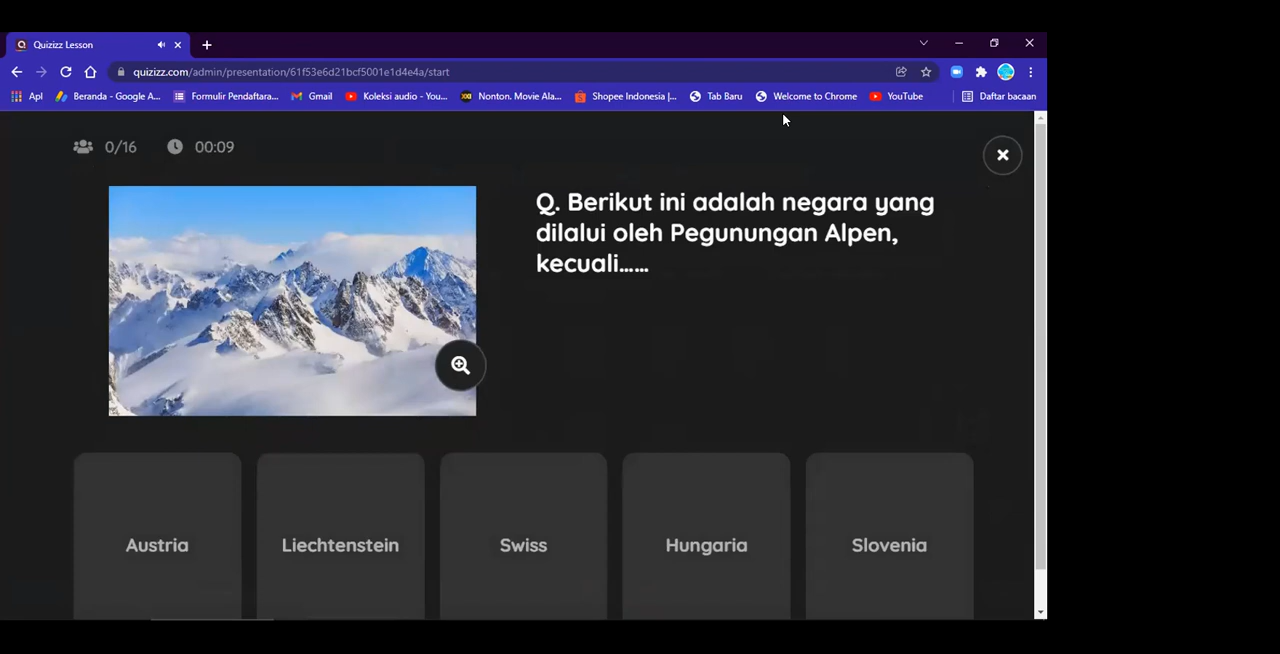 Quizizz Lesson
quizizz.com/admin/presentation/61f53e6d21bcf5001e1d4e4a/start
Apl Beranda - Google A... Formulir Pendaftara... Gmail Koleksi audio - You... Nonton. Movie Ala... Shopee Indonesia |... Tab Baru Welcome to Chrome YouTube Daftar bacaan
0/16 00:09
Q. Berikut ini adalah negara yang
dilalui oleh Pegunungan Alpen,
kecuali......
Austria Liechtenstein Swiss Hungaria Slovenia